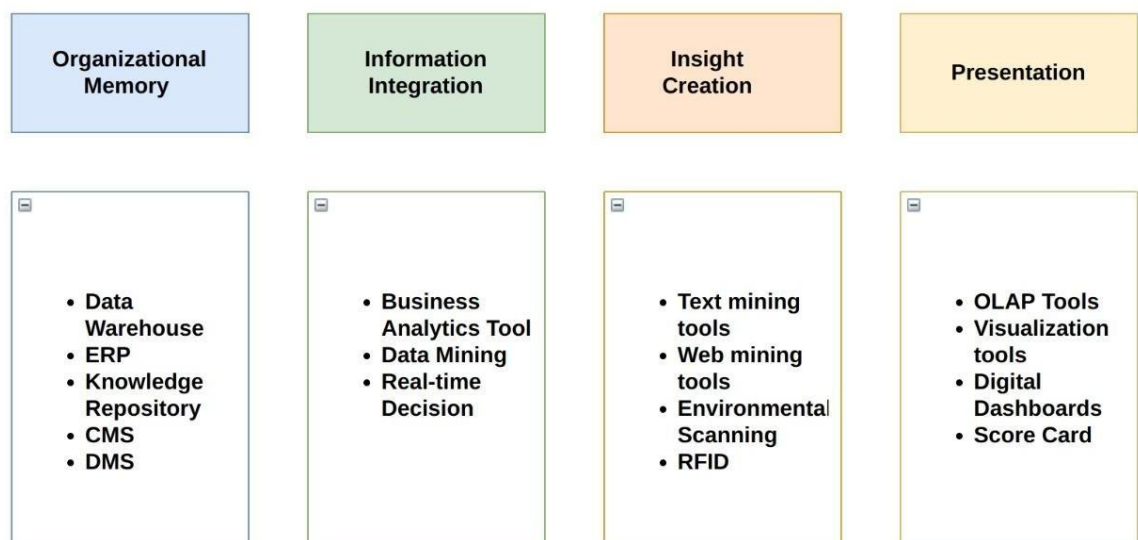 Organizational
Memory
Information
Integration
Insight
Creation
Presentation
• Data
Warehouse
• ERP
• Knowledge
Repository
• CMS
• DMS
• Business
Analytics Tool
• Data Mining
• Real-time
Decision
• Text mining
tools
• Web mining
tools
• Environmental
Scanning
• RFID
• OLAP Tools
• Visualization
tools
• Digital
Dashboards
• Score Card